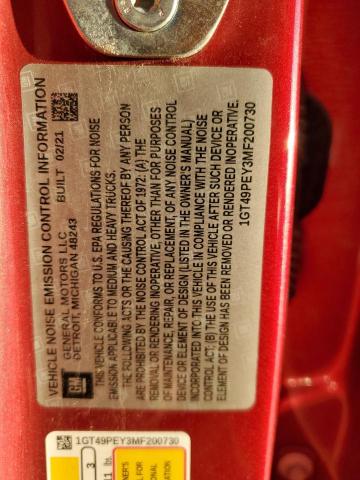 VEHICLE NOISE EMISSION CONTROL INFORMATION
GENERAL MOTORS LLC BUILT 02/21
DETROIT, MICHIGAN 48243
GM
THIS VEHICLE CONFORMS TO U.S. EPA REGULATIONS FOR NOISE
EMISSION APPLICABLE TO MEDIUM AND HEAVY TRUCKS.
THE FOLLOWING ACTS OR THE CAUSING THEREOF BY ANY PERSON
ARE PROHIBITED BY THE NOISE CONTROL ACT OF 1972: (A) THE
REMOVAL OR RENDERING INOPERATIVE, OTHER THAN FOR PURPOSES
OF MAINTENANCE, REPAIR, OR REPLACEMENT, OF ANY NOISE CONTROL
DEVICE OR ELEMENT OF DESIGN (LISTED IN THE OWNER'S MANUAL)
INCORPORATED INTO THIS VEHICLE IN COMPLIANCE WITH THE NOISE
CONTROL ACT; (B) THE USE OF THIS VEHICLE AFTER SUCH DEVICE OR
ELEMENT OF DESIGN HAS BEEN REMOVED OR RENDERED INOPERATIVE.
1GT49PEY3MF200730
1GT49PEY3MF200730
3
lb.
NER'S
L FOR
ONAL